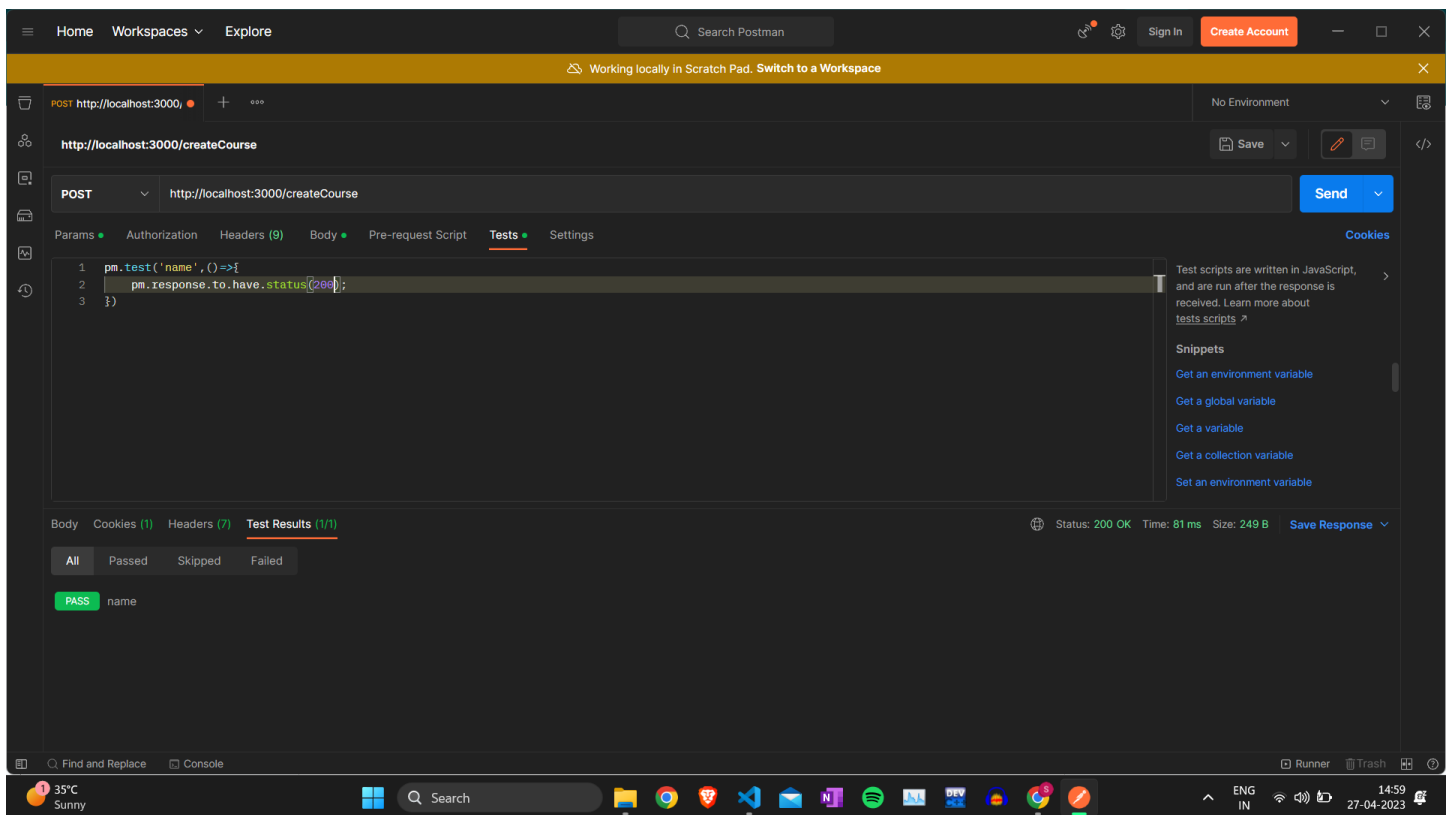 Home Workspaces Explore Search Postman Sign In Create Account
Working locally in Scratch Pad. Switch to a Workspace
POST http://localhost:3000/ No Environment
http://localhost:3000/createCourse Save
POST http://localhost:3000/createCourse Send
Params Authorization Headers (9) Body Pre-request Script Tests Settings Cookies
1 pm.test('name',()=>{
2 pm.response.to.have.status(200);
3 })
Test scripts are written in JavaScript,
and are run after the response is
received. Learn more about
tests scripts ↗
Snippets
Get an environment variable
Get a global variable
Get a variable
Get a collection variable
Set an environment variable
Body Cookies (1) Headers (7) Test Results (1/1) Status: 200 OK Time: 81 ms Size: 249 B Save Response
All Passed Skipped Failed
PASS name
Find and Replace Console Runner Trash
1 35°C
Sunny
Search
N
DEV
S
ENG
IN
14:59
27-04-2023